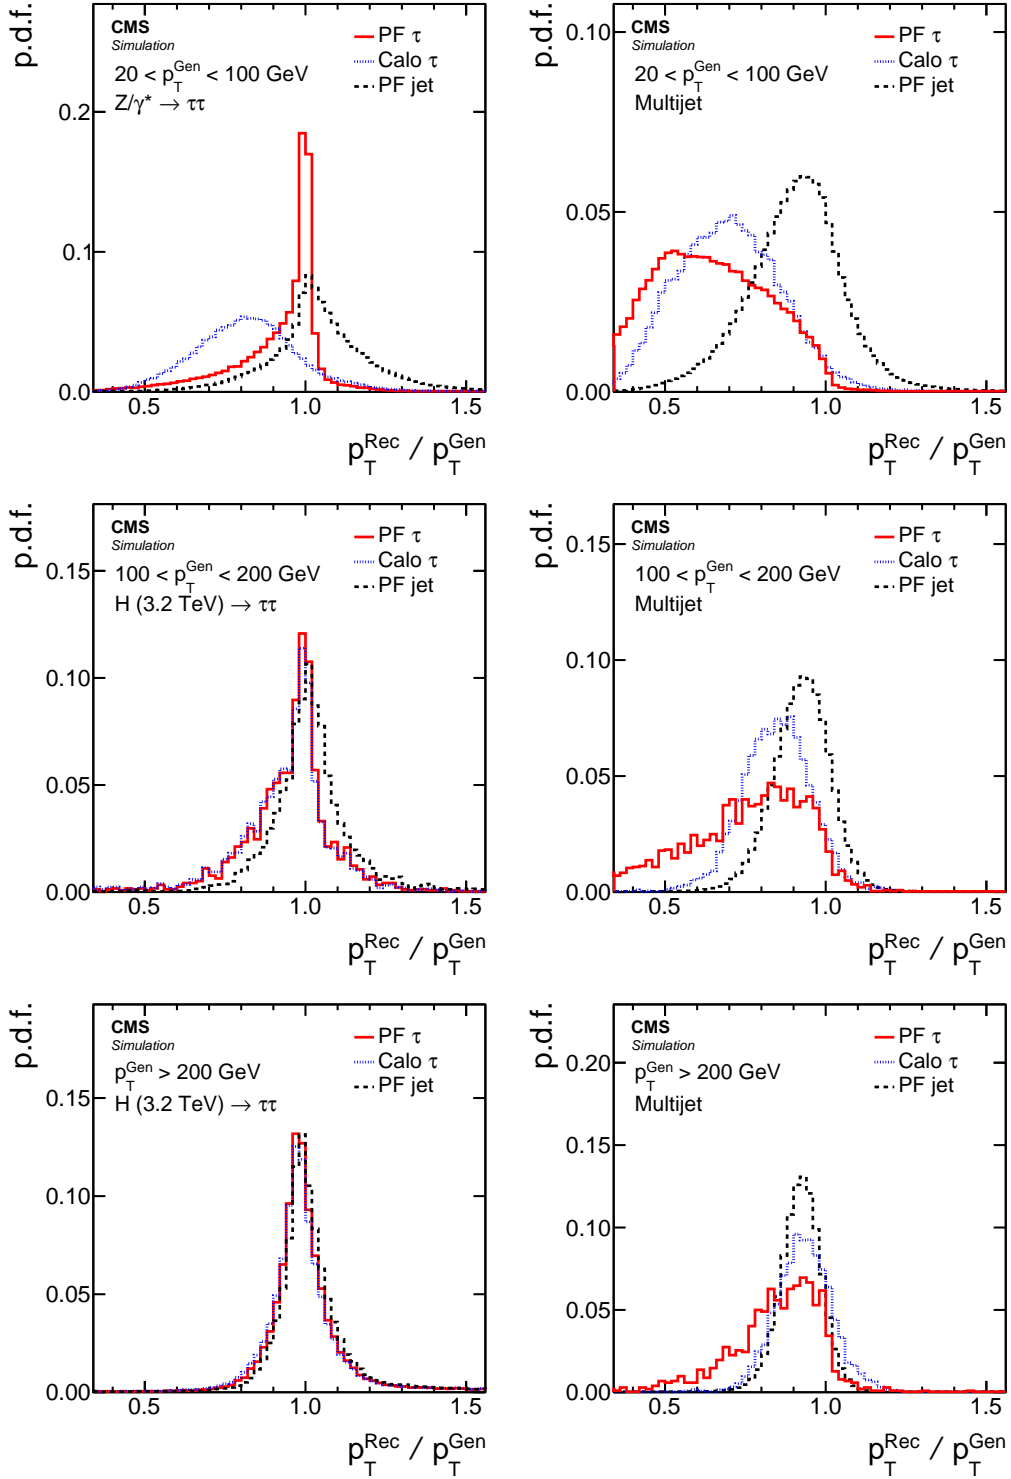 p.d.f.
CMS
Simulation
20 < p_T^Gen < 100 GeV
Z/γ* → ττ
PF τ
Calo τ
PF jet
0.2
0.1
0.0
0.5 1.0 1.5
p_T^Rec / p_T^Gen
p.d.f.
CMS
Simulation
20 < p_T^Gen < 100 GeV
Multijet
PF τ
Calo τ
PF jet
0.10
0.05
0.00
0.5 1.0 1.5
p_T^Rec / p_T^Gen
p.d.f.
CMS
Simulation
100 < p_T^Gen < 200 GeV
H (3.2 TeV) → ττ
PF τ
Calo τ
PF jet
0.15
0.10
0.05
0.00
0.5 1.0 1.5
p_T^Rec / p_T^Gen
p.d.f.
CMS
Simulation
100 < p_T^Gen < 200 GeV
Multijet
PF τ
Calo τ
PF jet
0.15
0.10
0.05
0.00
0.5 1.0 1.5
p_T^Rec / p_T^Gen
p.d.f.
CMS
Simulation
p_T^Gen > 200 GeV
H (3.2 TeV) → ττ
PF τ
Calo τ
PF jet
0.15
0.10
0.05
0.00
0.5 1.0 1.5
p_T^Rec / p_T^Gen
p.d.f.
CMS
Simulation
p_T^Gen > 200 GeV
Multijet
PF τ
Calo τ
PF jet
0.20
0.15
0.10
0.05
0.00
0.5 1.0 1.5
p_T^Rec / p_T^Gen